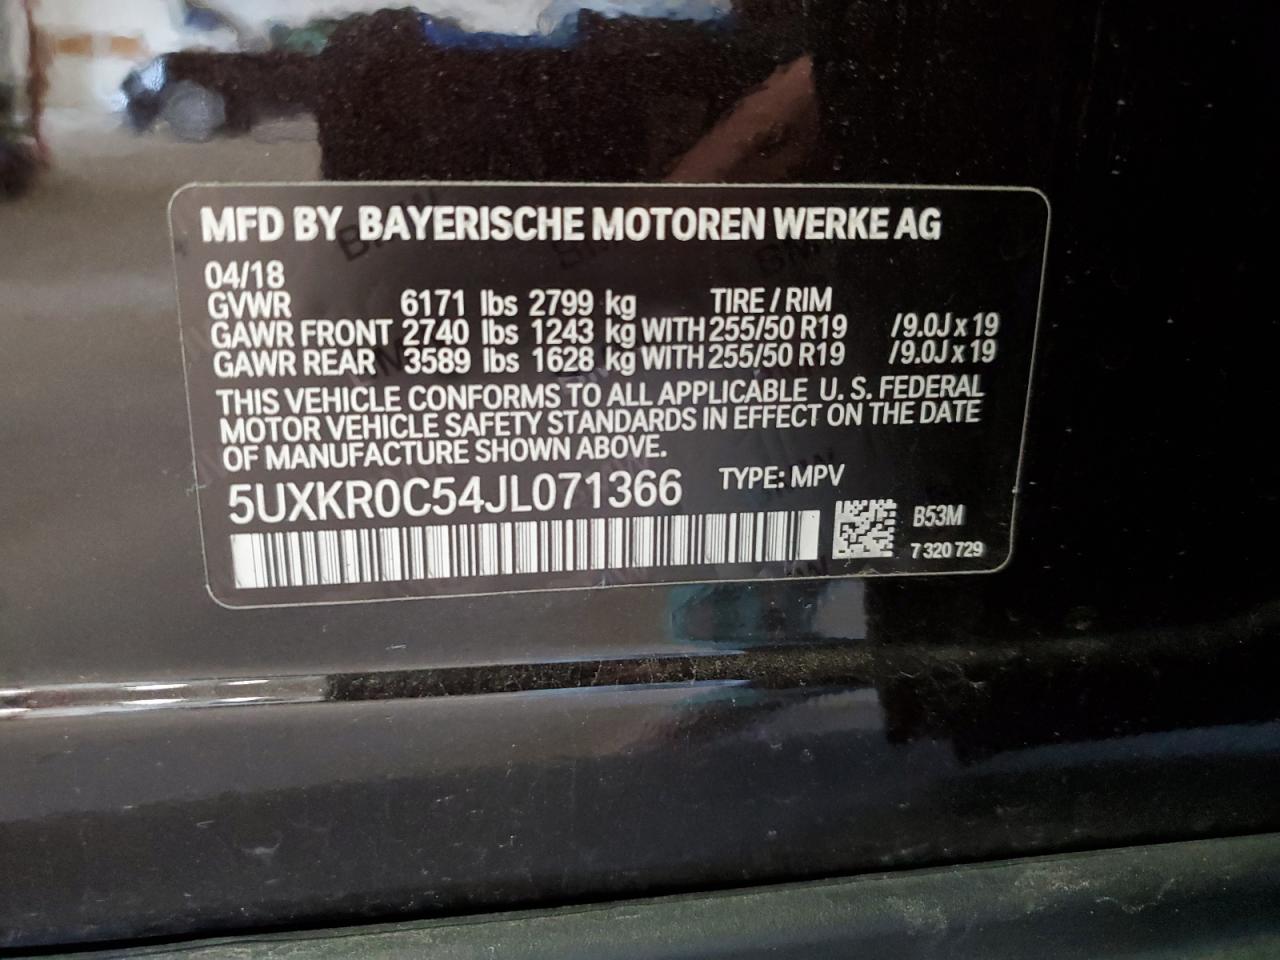 MFD BY BAYERISCHE MOTOREN WERKE AG
04/18
GVWR 6171 lbs 2799 kg TIRE / RIM
GAWR FRONT 2740 lbs 1243 kg WITH 255/50 R19 /9.0J x 19
GAWR REAR 3589 lbs 1628 kg WITH 255/50 R19 /9.0J x 19
THIS VEHICLE CONFORMS TO ALL APPLICABLE U. S. FEDERAL
MOTOR VEHICLE SAFETY STANDARDS IN EFFECT ON THE DATE
OF MANUFACTURE SHOWN ABOVE.
5UXKR0C54JL071366 TYPE: MPV
B53M
7 320 729